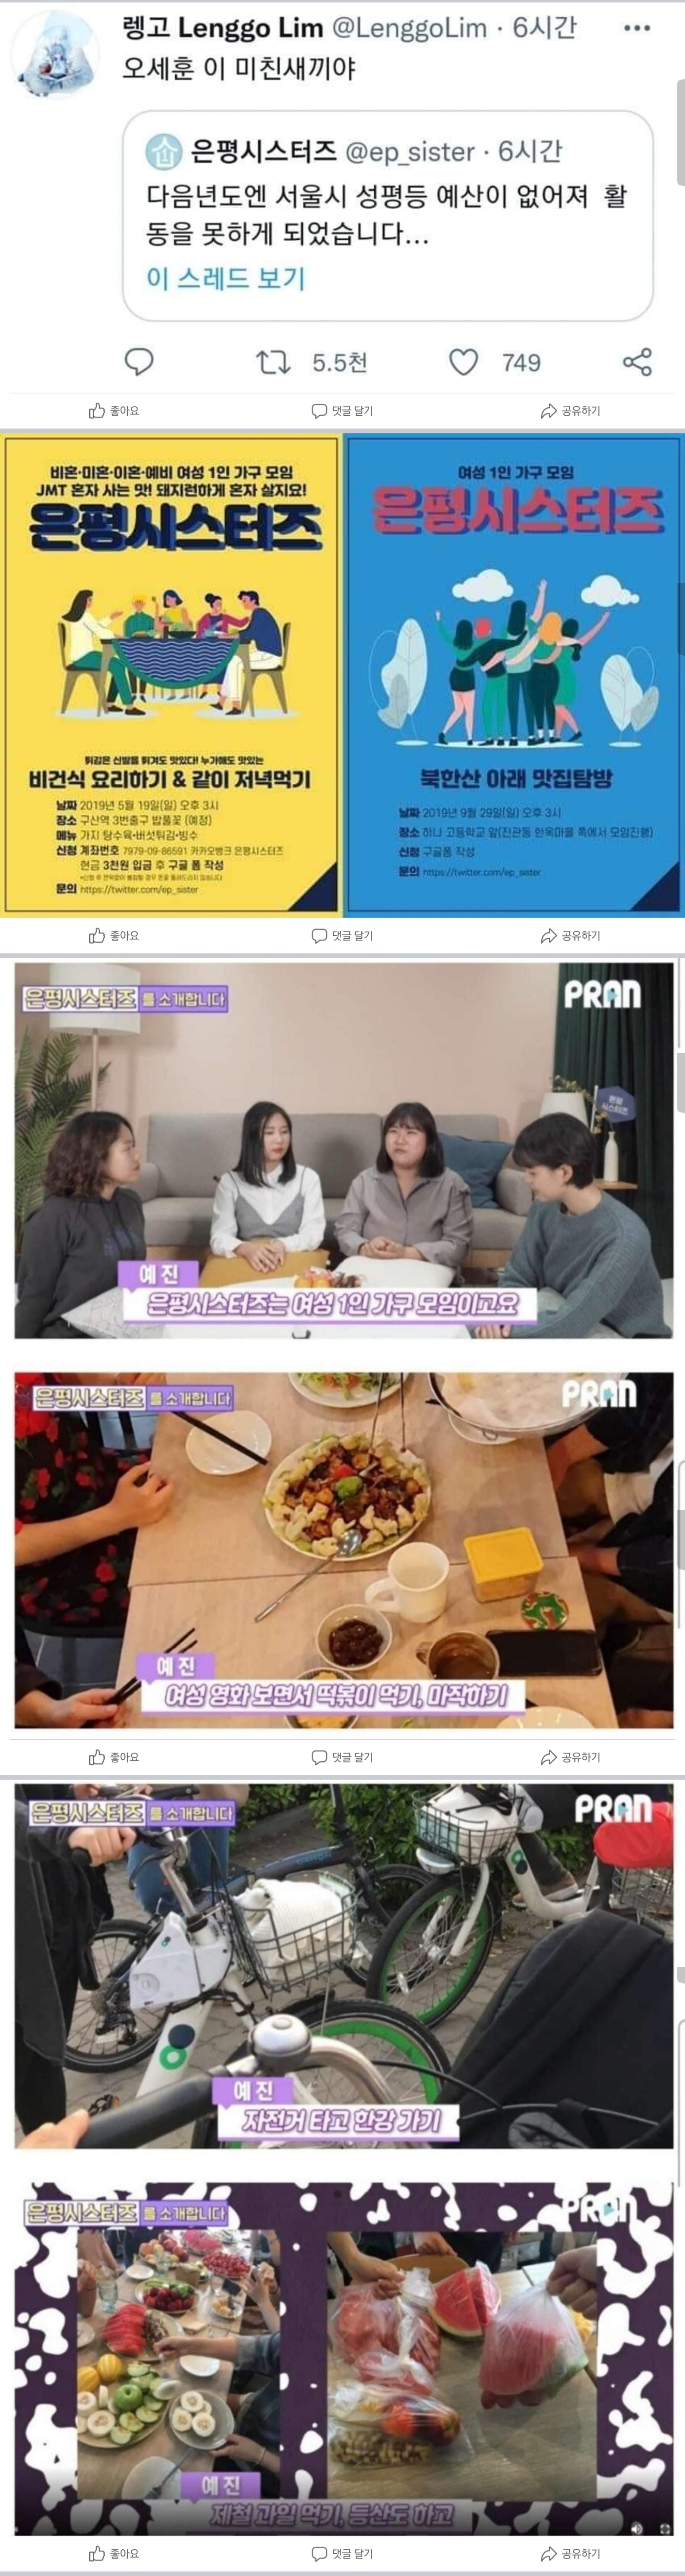 렝고 Lenggo Lim @LenggoLim · 6시간
오세훈 이 미친새끼야
은평시스터즈 @ep_sister · 6시간
다음년도엔 서울시 성평등 예산이 없어져 활
동을 못하게 되었습니다...
이 스레드 보기
5.5천
749
좋아요
댓글 달기
공유하기
비혼·미혼·이혼·예비 여성 1인 가구 모임
JMT 혼자 사는 맛! 돼지런하게 혼자 살지요!
은평시스터즈
튀김은 신발을 튀겨도 맛있다! 누가해도 맛있는
비건식 요리하기 & 같이 저녁먹기
날짜 2019년 5월 19일(일) 오후 3시
장소 구산역 3번출구 밥풀꽃 (예정)
메뉴 가지 탕수육·버섯튀김·빙수
신청 계좌번호 7979-09-86591 카카오뱅크 은평시스터즈
현금 3천원 입금 후 구글 폼 작성
문의 https://twitter.com/ep_sister
여성 1인 가구 모임
은평시스터즈
북한산 아래 맛집탐방
날짜 2019년 9월 29일(일) 오후 3시
장소 하나 고등학교 앞(진관동 한옥마을 쪽에서 모임진행)
신청 구글폼 작성
문의 https://twitter.com/ep_sister
좋아요
댓글 달기
공유하기
은평시스터즈 를 소개합니다
PRAN
은평
시스터즈
예진
은평시스터즈는 여성 1인 가구 모임이고요
은평시스터즈 를 소개합니다
PRAN
예진
여성 영화 보면서 떡볶이 먹기, 마작하기
좋아요
댓글 달기
공유하기
은평시스터즈 를 소개합니다
PRAN
예진
자전거 타고 한강 가기
은평시스터즈 를 소개합니다
PRAN
예진
제철 과일 먹기, 등산도 하고
좋아요
댓글 달기
공유하기